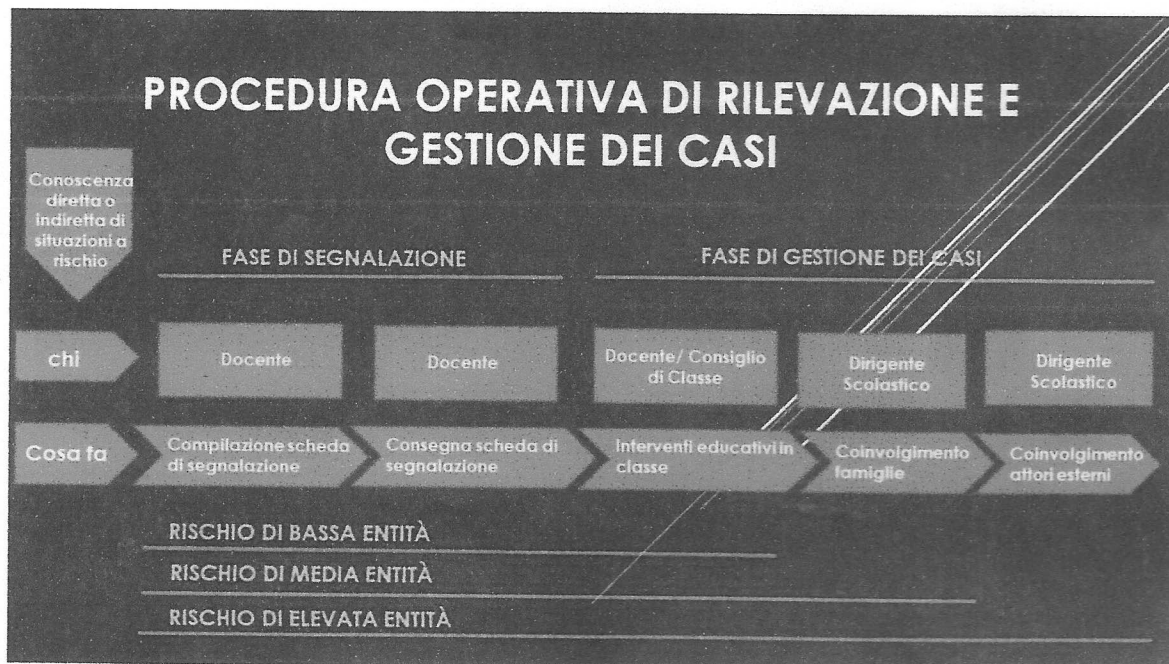 PROCEDURA OPERATIVA DI RILEVAZIONE E
GESTIONE DEI CASI
Conoscenza
diretta o
indiretta di
situazioni a
rischio
FASE DI SEGNALAZIONE
FASE DI GESTIONE DEI CASI
chi
Docente
Docente
Docente/ Consiglio
di Classe
Dirigente
Scolastico
Dirigente
Scolastico
Cosa fa
Compilazione scheda
di segnalazione
Consegna scheda di
segnalazione
Interventi educativi in
classe
Coinvolgimento
famiglie
Coinvolgimento
attori esterni
RISCHIO DI BASSA ENTITÀ
RISCHIO DI MEDIA ENTITÀ
RISCHIO DI ELEVATA ENTITÀ